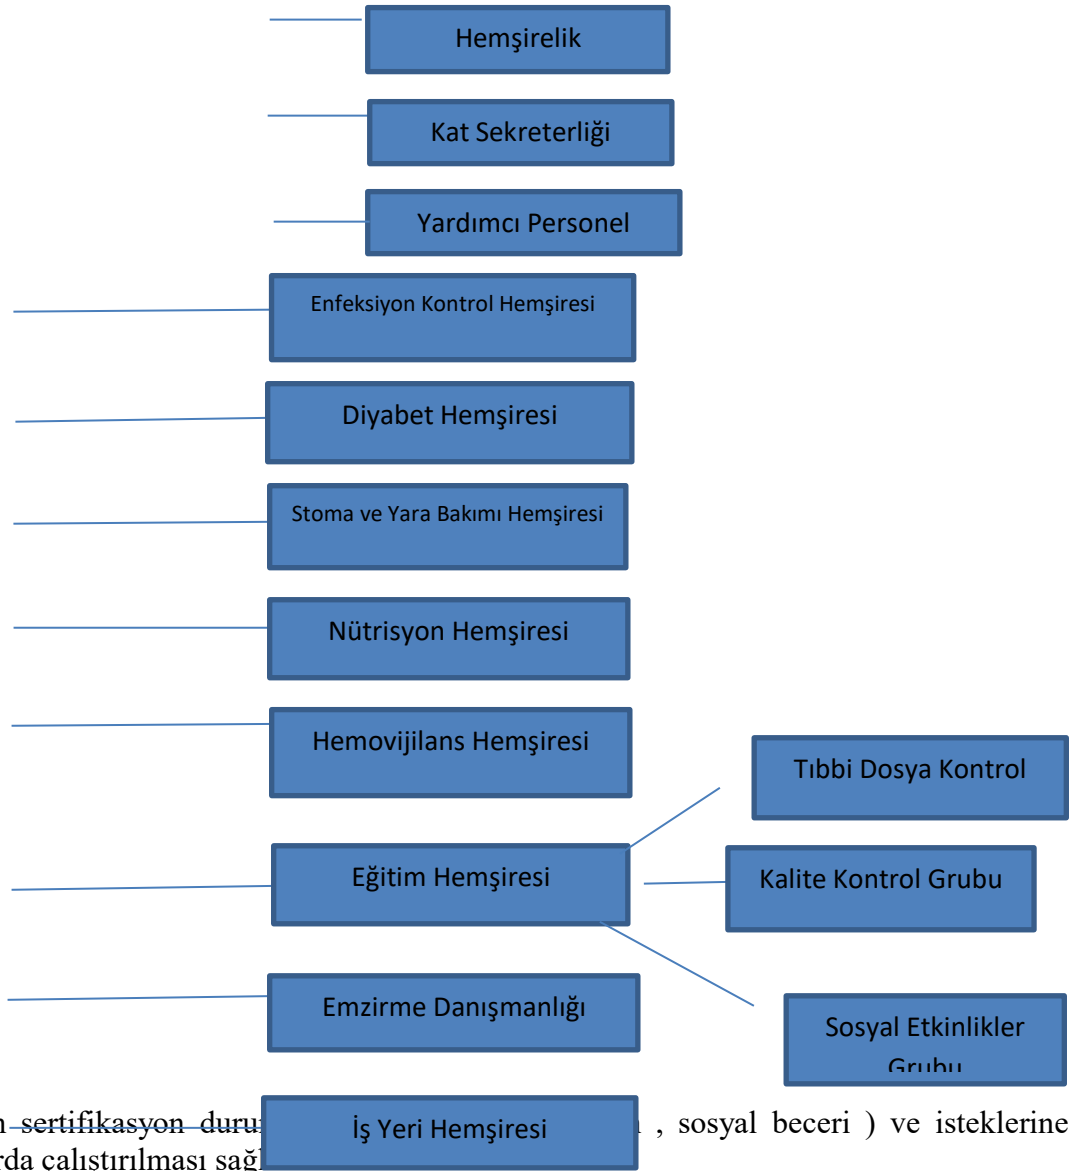 Hemşirelik
Kat Sekreterliği
Yardımcı Personel
Enfeksiyon Kontrol Hemşiresi
Diyabet Hemşiresi
Stoma ve Yara Bakımı Hemşiresi
Nütrisyon Hemşiresi
Hemovijilans Hemşiresi
Tıbbi Dosya Kontrol
Eğitim Hemşiresi
Kalite Kontrol Grubu
Emzirme Danışmanlığı
Sosyal Etkinlikler
Grubu
İş Yeri Hemşiresi
sertifikasyon , sosyal beceri ) ve isteklerine
çalıştırılması